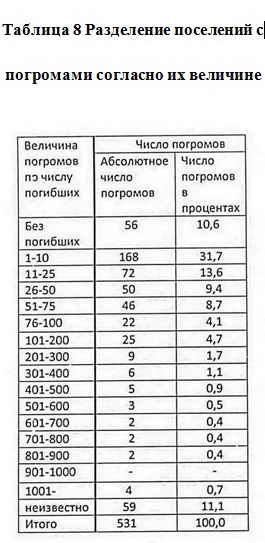 Таблица 8 Разделение поселений с
погромами согласно их величине
Величина погромов по числу погибших | Число погромов
Абсолютное число погромов | Число погромов в процентах
Без погибших 56 10,6
1-10 168 31,7
11-25 72 13,6
26-50 50 9,4
51-75 46 8,7
76-100 22 4,1
101-200 25 4,7
201-300 9 1,7
301-400 6 1,1
401-500 5 0,9
501-600 3 0,5
601-700 2 0,4
701-800 2 0,4
801-900 2 0,4
901-1000 - -
1001- 4 0,7
неизвестно 59 11,1
Итого 531 100,0